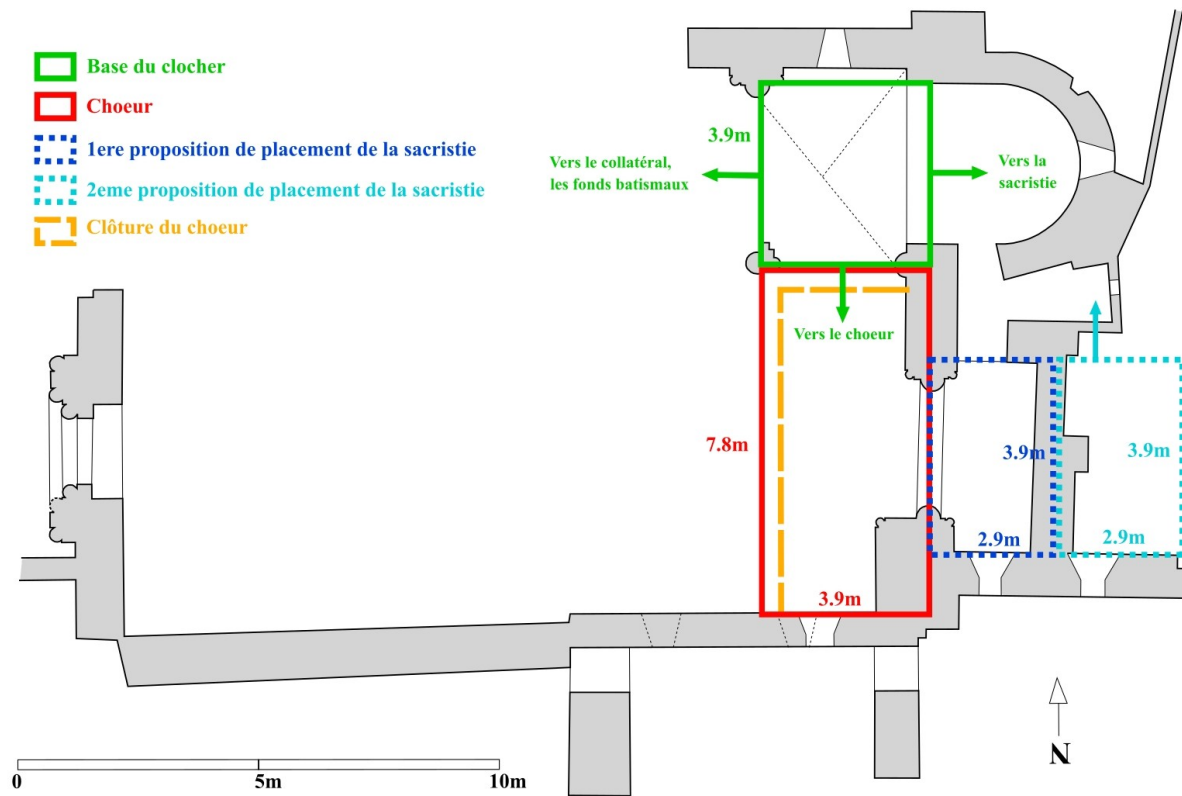 Base du clocher
Choeur
1ere proposition de placement de la sacristie
2eme proposition de placement de la sacristie
Clôture du choeur
3.9m
Vers le collatéral,
les fonds batismaux
Vers la
sacristie
Vers le choeur
7.8m
3.9m
3.9m
2.9m
3.9m
2.9m
N
0
5m
10m